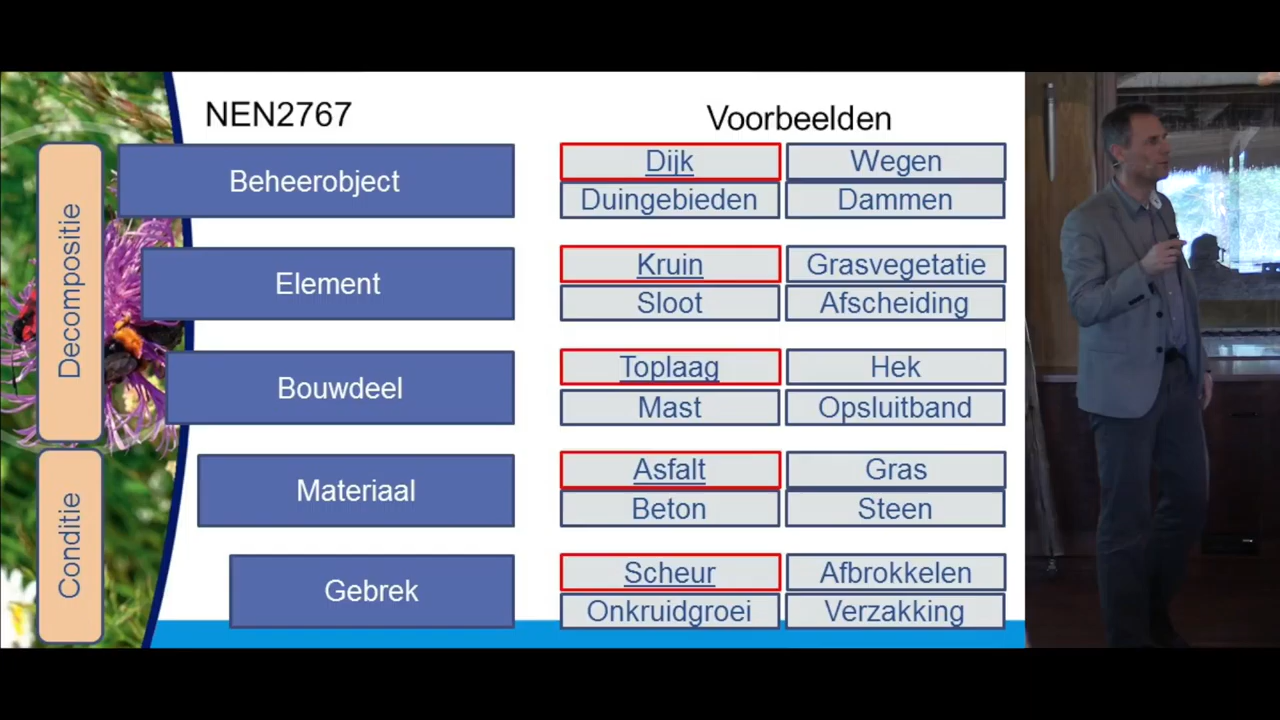 NEN2767
Voorbeelden
Decompositie
Beheerobject
Dijk
Wegen
Duingebieden
Dammen
Element
Kruin
Grasvegetatie
Sloot
Afscheiding
Bouwdeel
Toplaag
Hek
Mast
Opsluitband
Conditie
Materiaal
Asfalt
Gras
Beton
Steen
Gebrek
Scheur
Afbrokkelen
Onkruidgroei
Verzakking